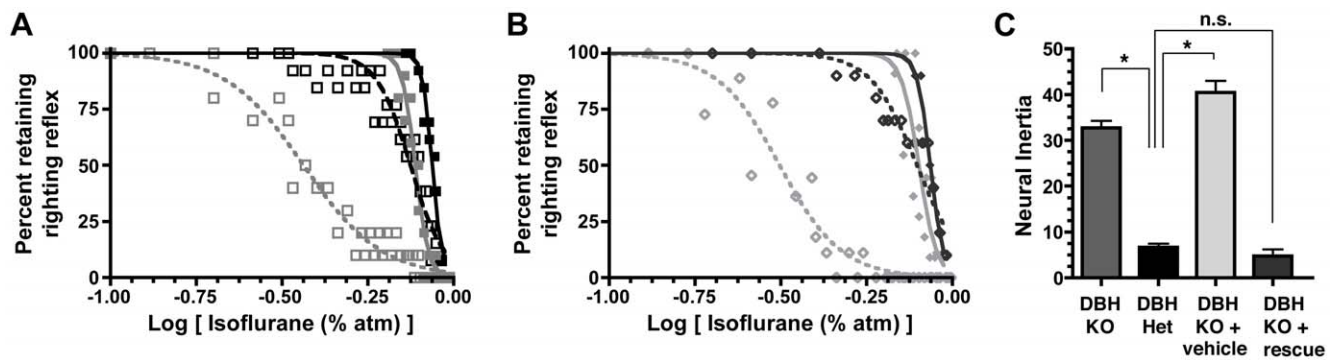 A
Percent retaining
righting reflex
100
75
50
25
0
-1.00
-0.75
-0.50
-0.25
0.00
Log [ Isoflurane (% atm) ]
B
Percent retaining
righting reflex
100
75
50
25
0
-1.00
-0.75
-0.50
-0.25
0.00
Log [ Isoflurane (% atm) ]
C
n.s.
*
*
Neural Inertia
50
40
30
20
10
0
DBH
KO
DBH
Het
DBH
KO +
vehicle
DBH
KO +
rescue